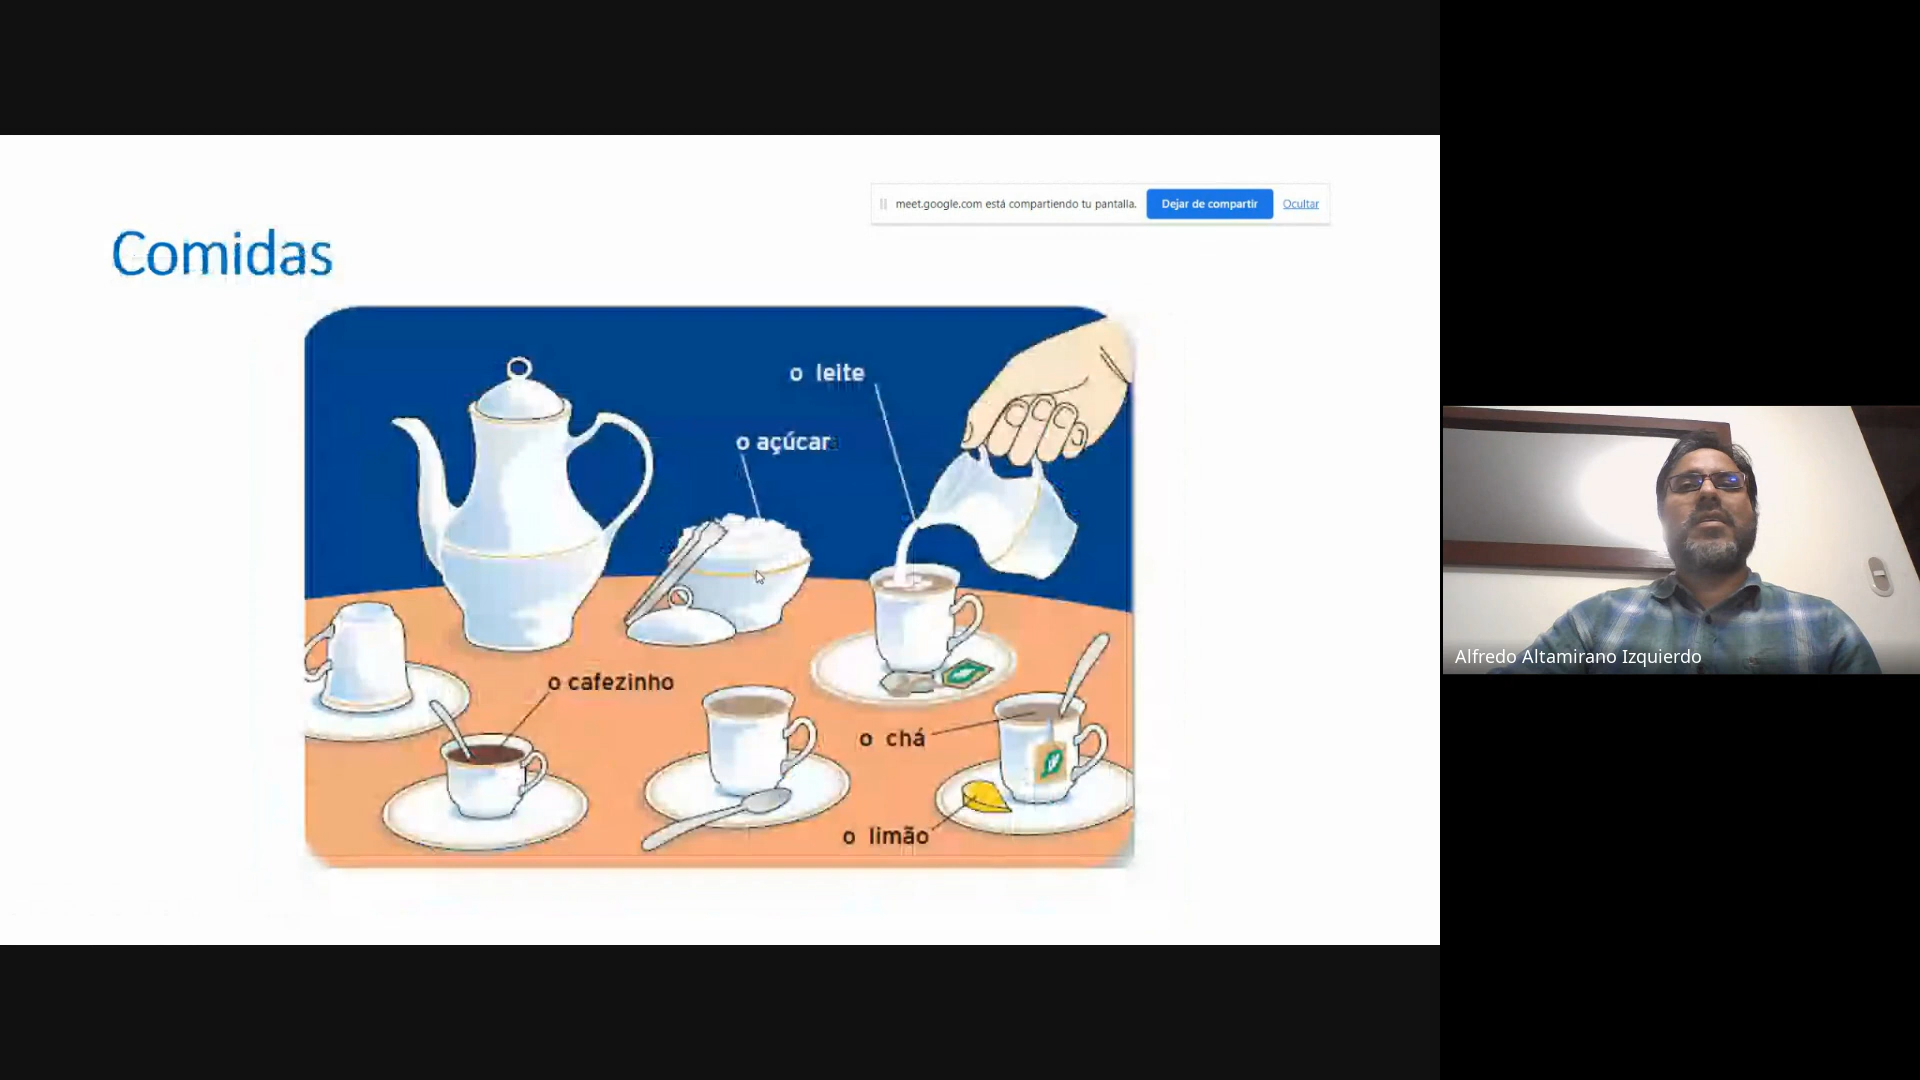 meet.google.com está compartiendo tu pantalla. Dejar de compartir Ocultar
Comidas
o leite
o açúcar
o cafezinho
o chá
o limão
Alfredo Altamirano Izquierdo